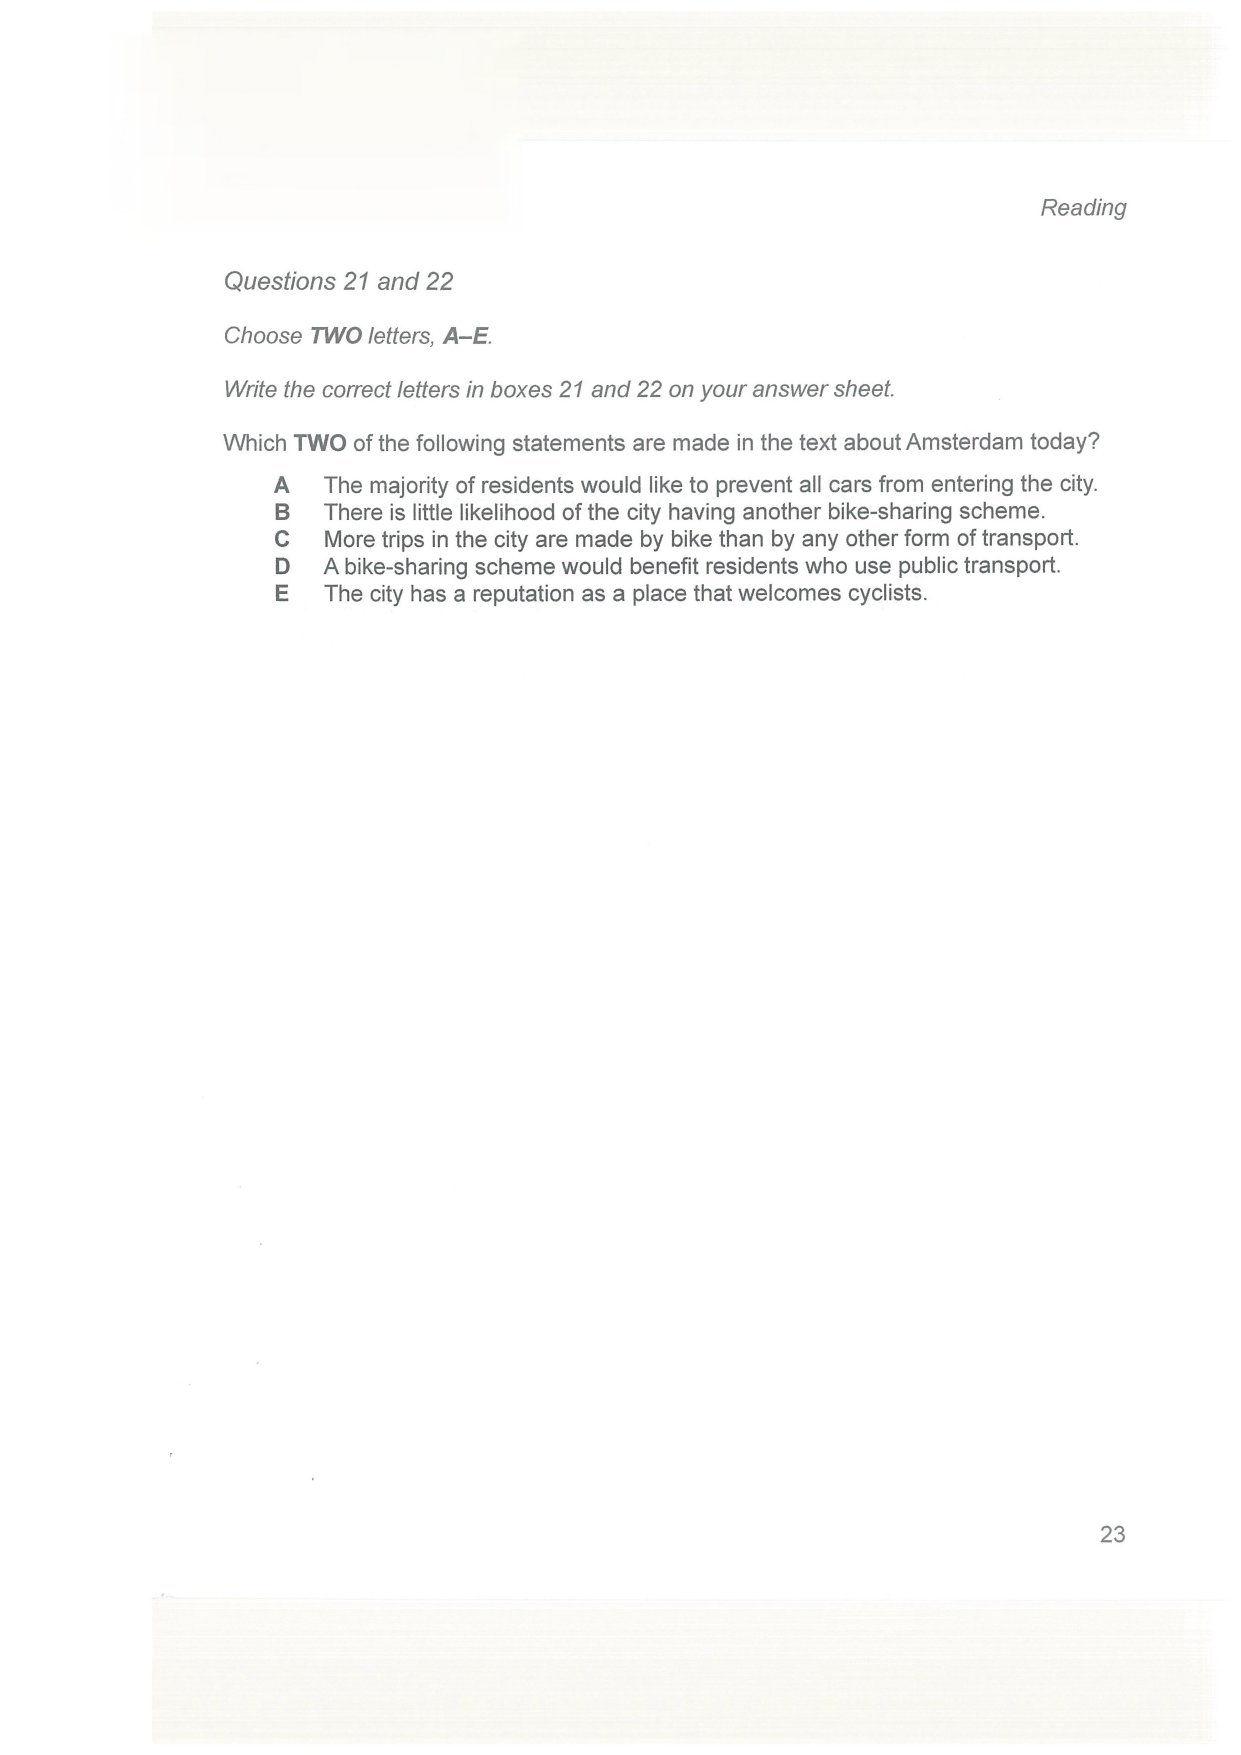 Reading
Questions 21 and 22
Choose TWO letters, A–E.
Write the correct letters in boxes 21 and 22 on your answer sheet.
Which TWO of the following statements are made in the text about Amsterdam today?
A The majority of residents would like to prevent all cars from entering the city.
B There is little likelihood of the city having another bike-sharing scheme.
C More trips in the city are made by bike than by any other form of transport.
D A bike-sharing scheme would benefit residents who use public transport.
E The city has a reputation as a place that welcomes cyclists.
23